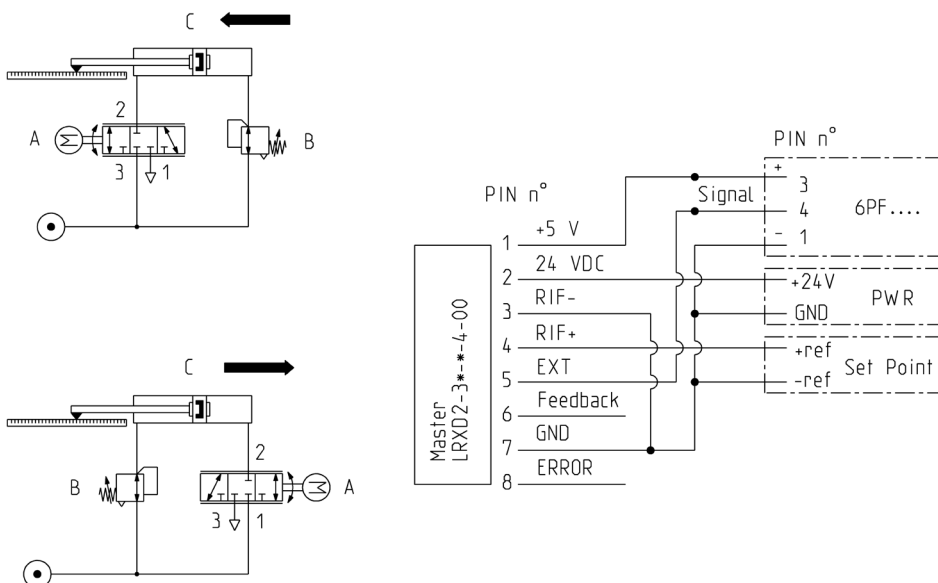 C
2
A
M
B
3
1
C
2
B
M
A
3
1
PIN n°
Master
LRXD2-3*-*-4-00
1
+5 V
2
24 VDC
3
RIF-
4
RIF+
5
EXT
6
Feedback
7
GND
8
ERROR
Signal
PIN n°
+
3
4
-
1
6PF....
+24V
GND
PWR
+ref
-ref
Set Point